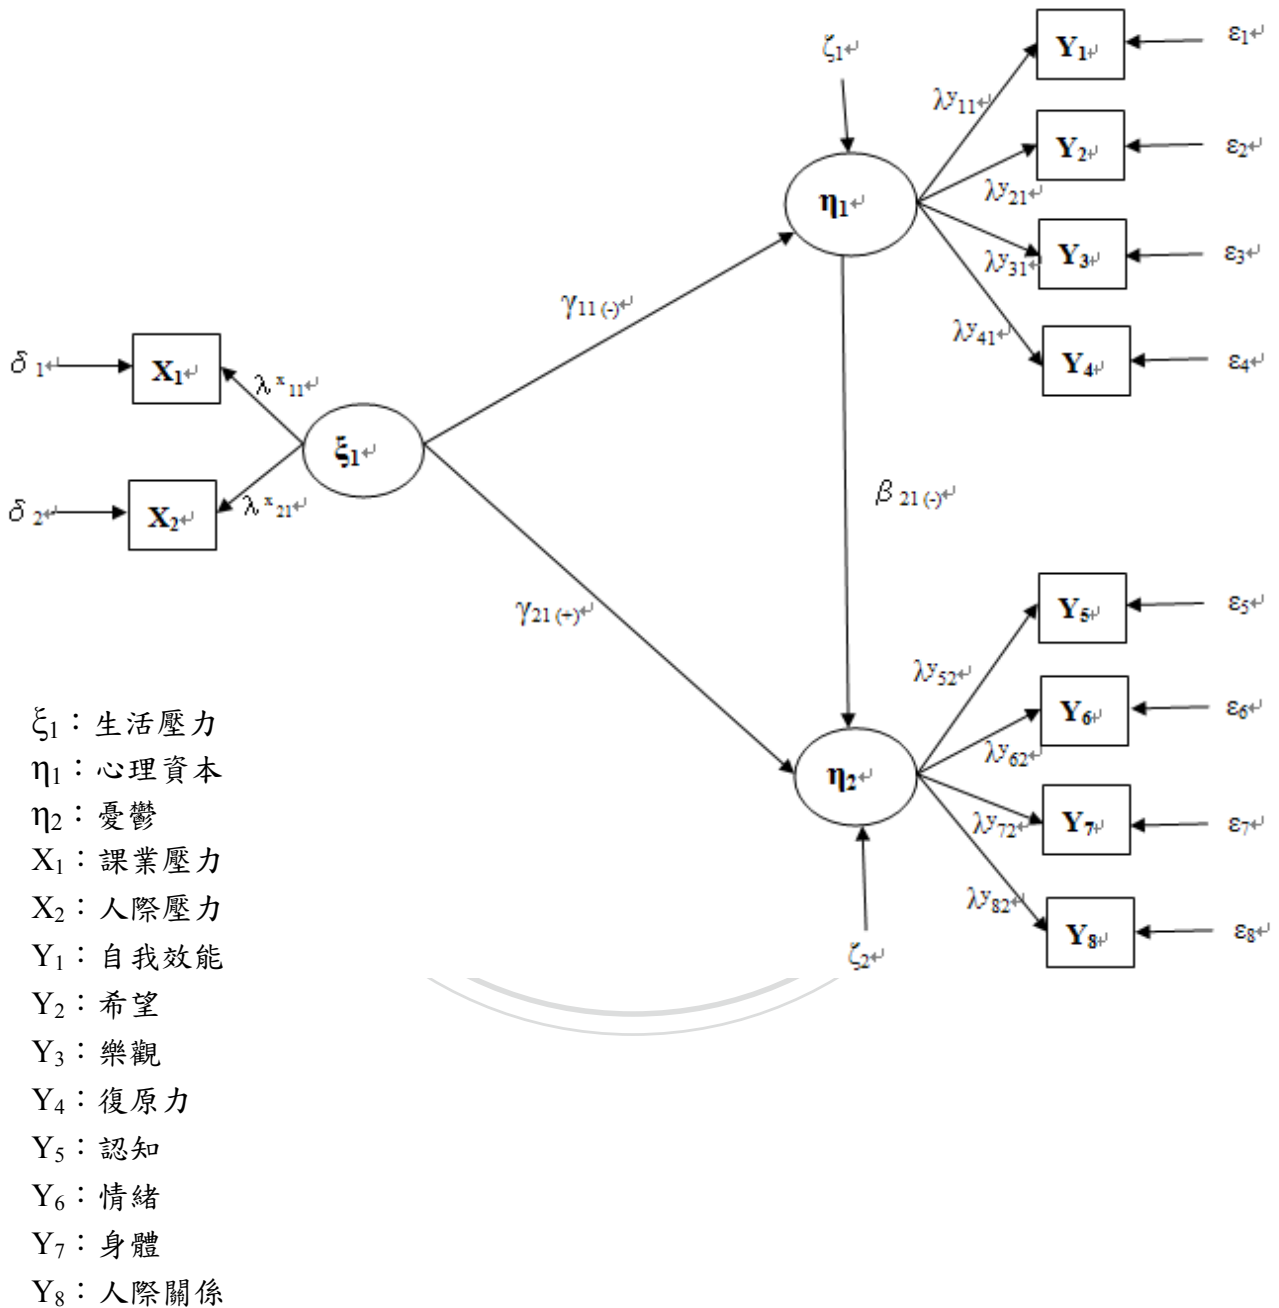 ζ1↵
Y1↵
ε1↵
λy11↵
Y2↵
ε2↵
λy21↵
η1↵
Y3↵
ε3↵
λy31↵
λy41↵
Y4↵
ε4↵
γ11 (-)↵
δ 1↵
X1↵
λ x 11↵
ξ1↵
δ 2↵
X2↵
λ x 21↵
β 21 (-)↵
γ21 (+)↵
Y5↵
ε5↵
λy52↵
Y6↵
ε6↵
λy62↵
η2↵
Y7↵
ε7↵
λy72↵
λy82↵
Y8↵
ε8↵
ζ2↵
ξ1：生活壓力
η1：心理資本
η2：憂鬱
X1：課業壓力
X2：人際壓力
Y1：自我效能
Y2：希望
Y3：樂觀
Y4：復原力
Y5：認知
Y6：情緒
Y7：身體
Y8：人際關係